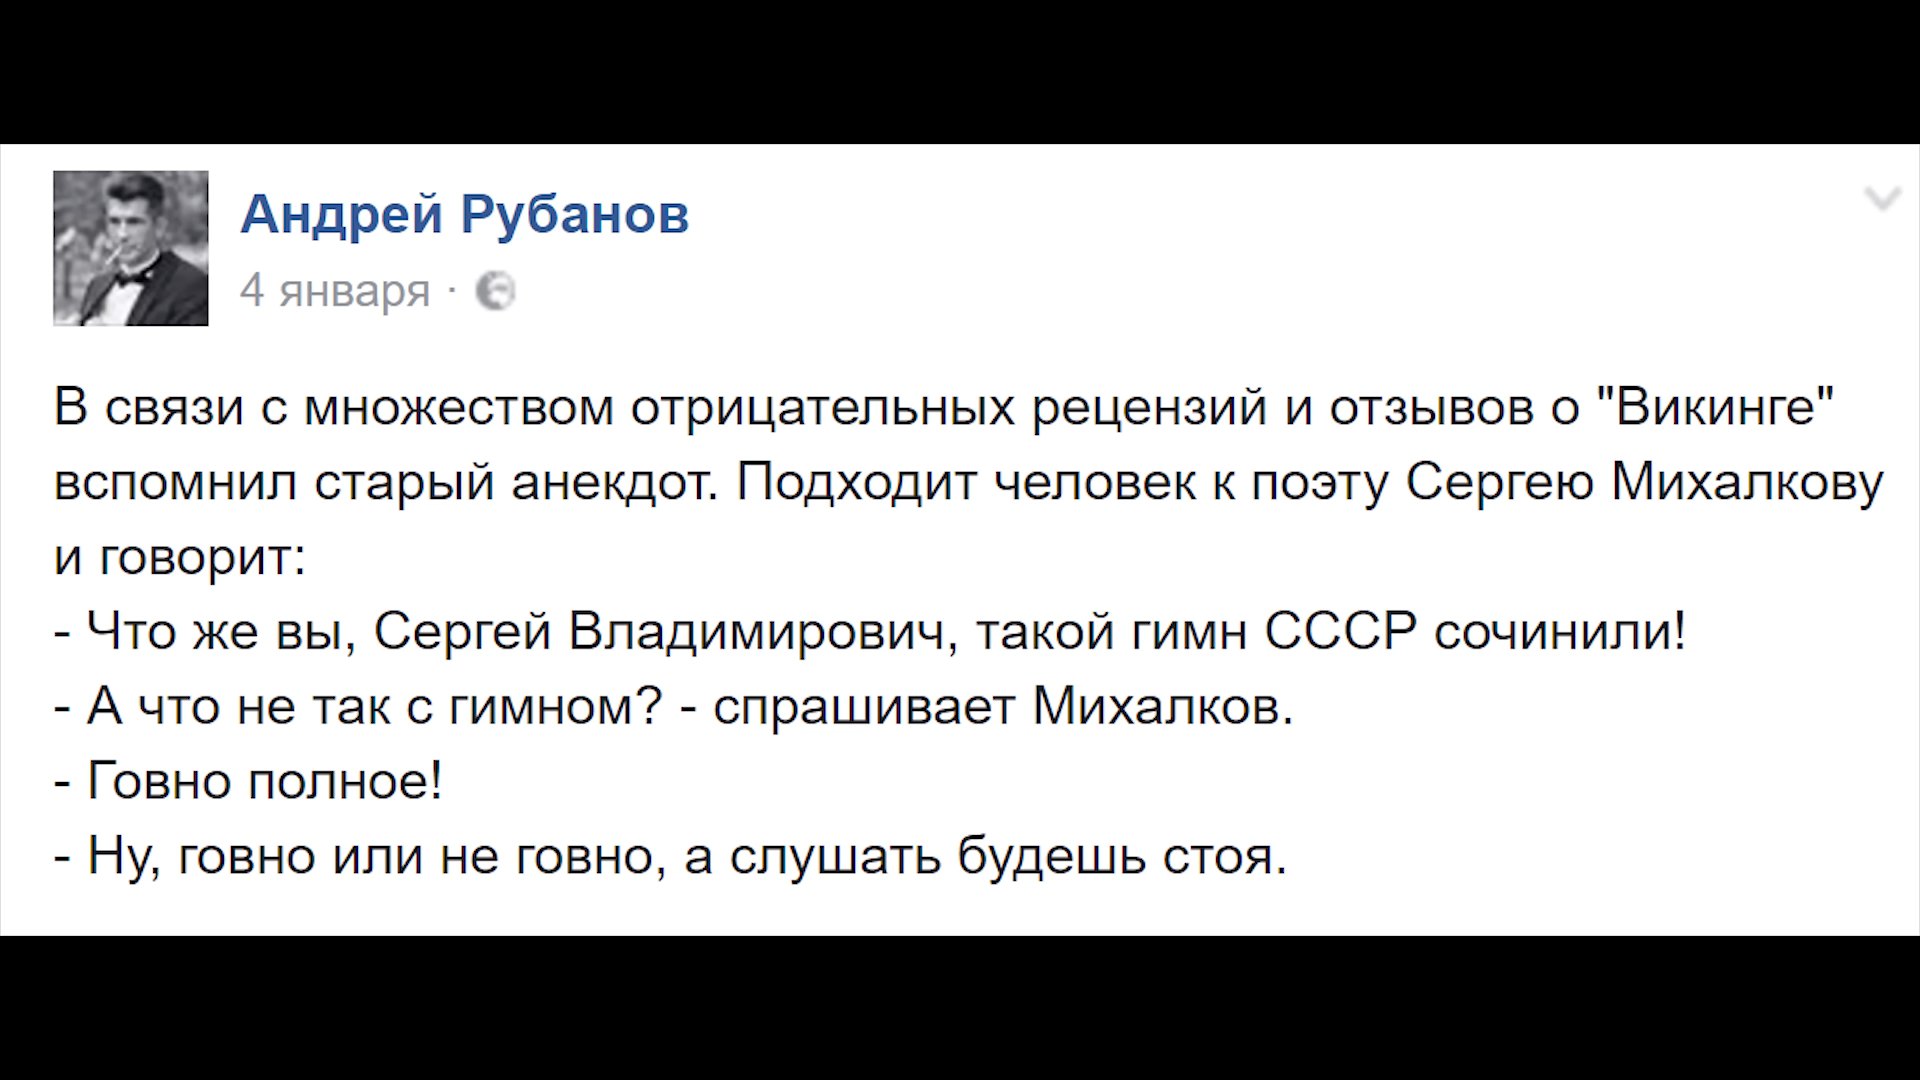 Андрей Рубанов
4 января ·
В связи с множеством отрицательных рецензий и отзывов о "Викинге"
вспомнил старый анекдот. Подходит человек к поэту Сергею Михалкову
и говорит:
- Что же вы, Сергей Владимирович, такой гимн СССР сочинили!
- А что не так с гимном? - спрашивает Михалков.
- Говно полное!
- Ну, говно или не говно, а слушать будешь стоя.